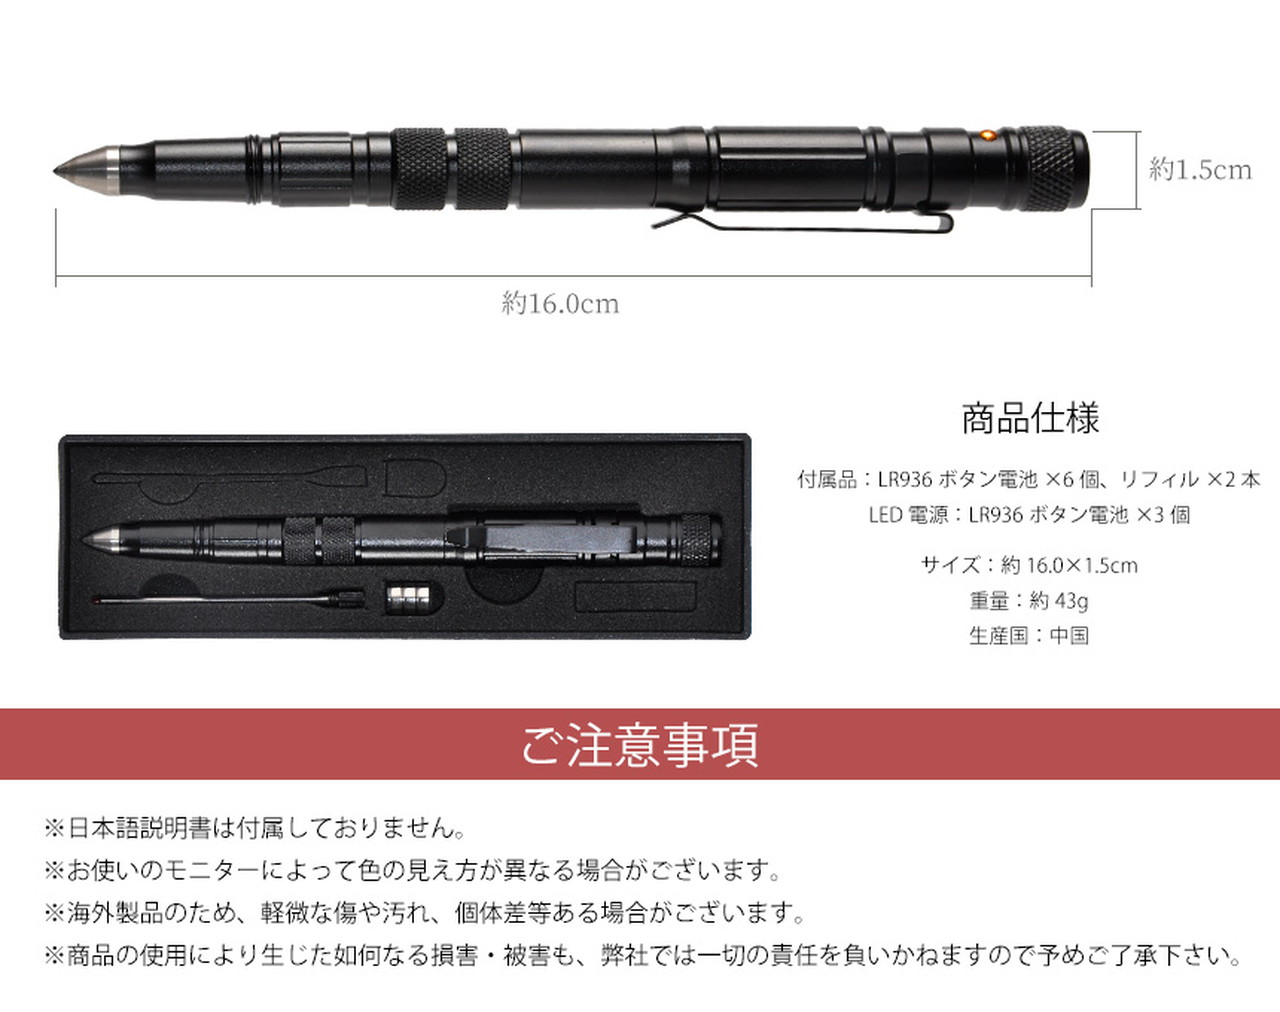 約1.5cm
約16.0cm
商品仕様
付属品：LR936 ボタン電池 ×6 個、リフィル ×2 本
LED 電源：LR936 ボタン電池 ×3 個
サイズ：約 16.0×1.5cm
重量：約 43g
生産国：中国
ご注意事項
※日本語説明書は付属しておりません。
※お使いのモニターによって色の見え方が異なる場合がございます。
※海外製品のため、軽微な傷や汚れ、個体差等ある場合がございます。
※商品の使用により生じた如何なる損害・被害も、弊社では一切の責任を負いかねますので予めご了承下さい。